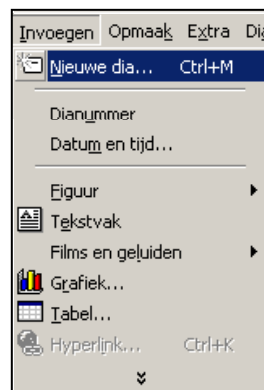 Invoegen Opmaak Extra Di
Nieuwe dia... Ctrl+M
Dianummer
Datum en tijd...
Figuur
Tekstvak
Films en geluiden
Grafiek...
Tabel...
Hyperlink... Ctrl+K